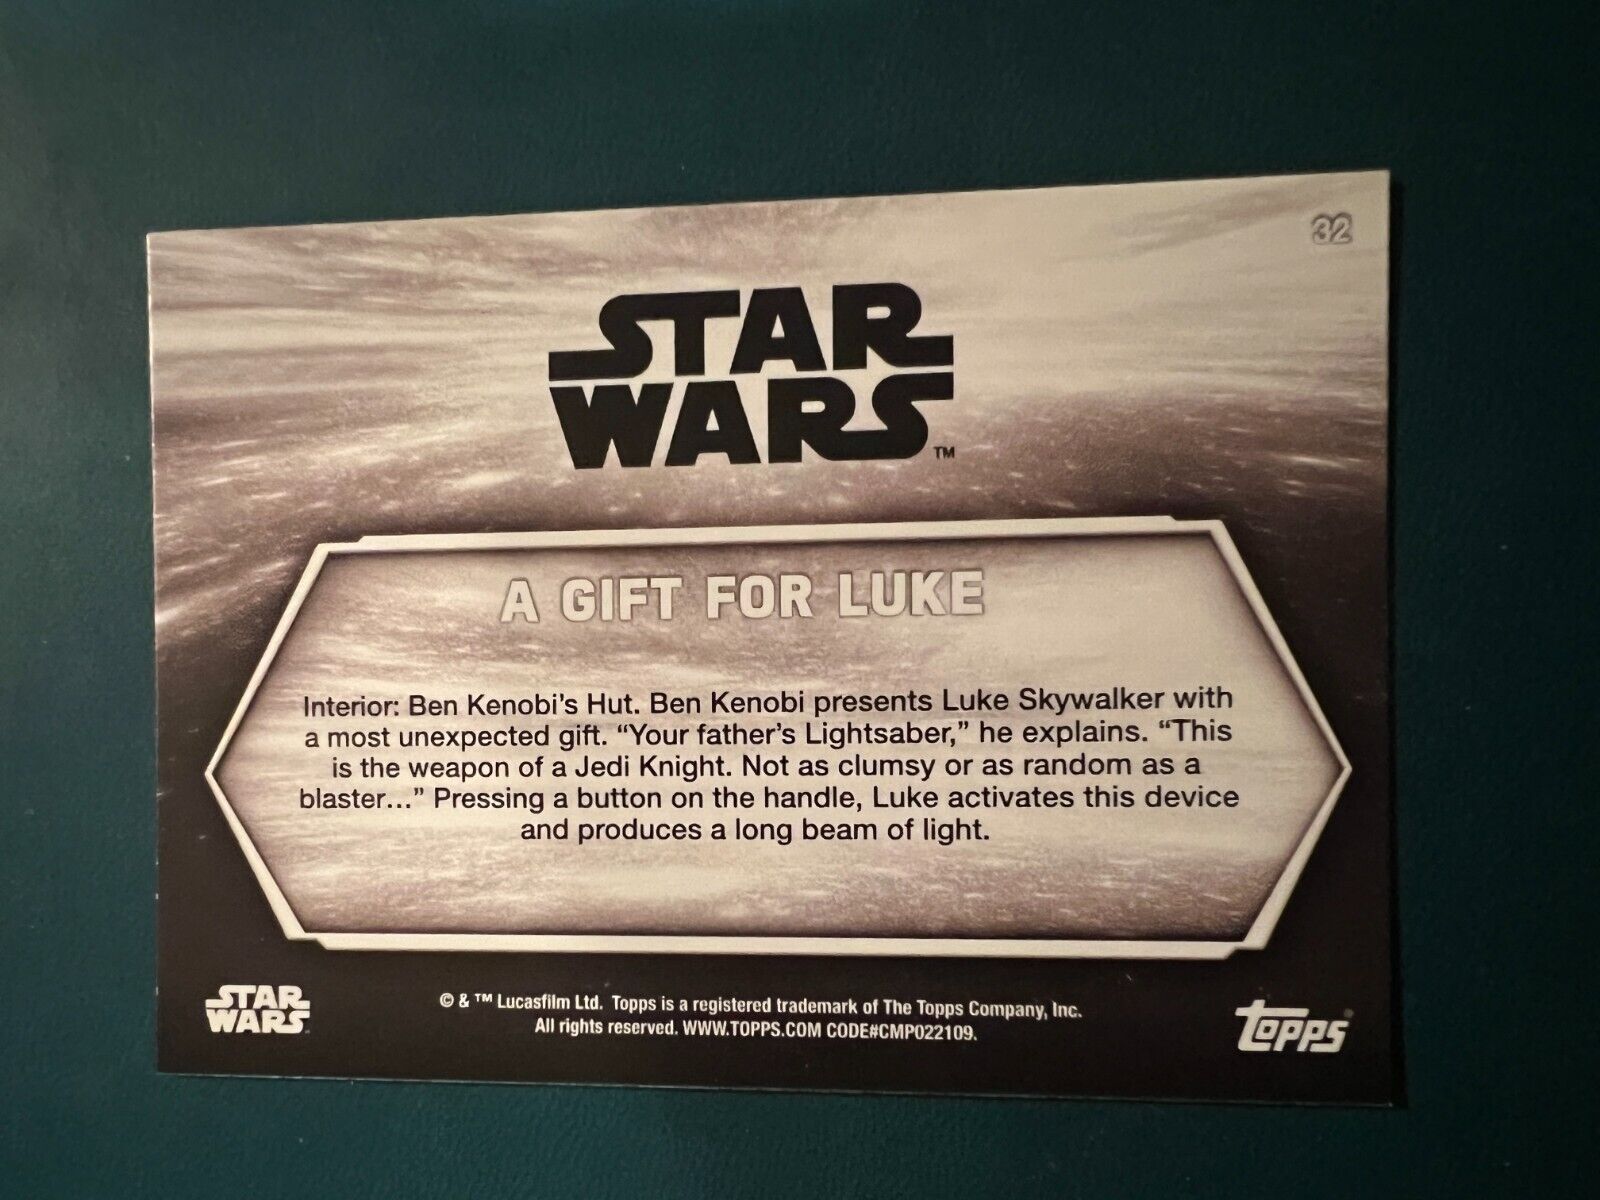 32
STAR
WARS™
A GIFT FOR LUKE
Interior: Ben Kenobi's Hut. Ben Kenobi presents Luke Skywalker with
a most unexpected gift. “Your father's Lightsaber,” he explains. “This
is the weapon of a Jedi Knight. Not as clumsy or as random as a
blaster...” Pressing a button on the handle, Luke activates this device
and produces a long beam of light.
STAR
WARS
© & ™ Lucasfilm Ltd. Topps is a registered trademark of The Topps Company, Inc.
All rights reserved. WWW.TOPPS.COM CODE#CMP022109.
topps®